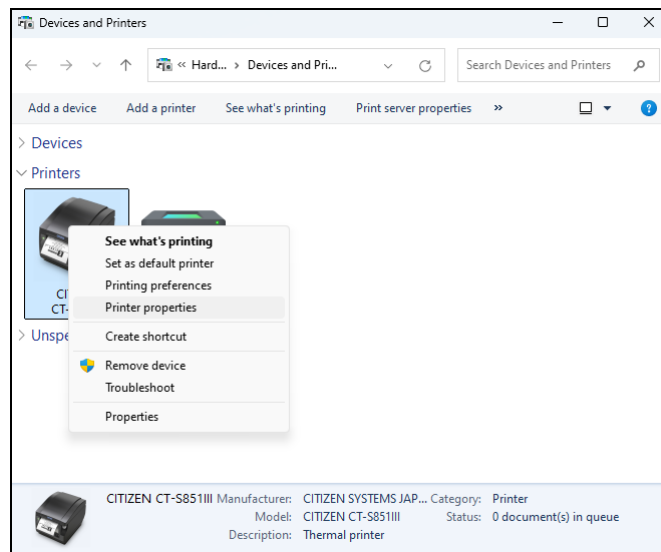 Devices and Printers
« Hard... › Devices and Pri...
Search Devices and Printers
Add a device Add a printer See what's printing Print server properties »
Devices
Printers
CI
CT-
See what's printing
Set as default printer
Printing preferences
Printer properties
Create shortcut
Remove device
Troubleshoot
Properties
Unspe
CITIZEN CT-S851III Manufacturer: CITIZEN SYSTEMS JAP... Category: Printer
Model: CITIZEN CT-S851III Status: 0 document(s) in queue
Description: Thermal printer